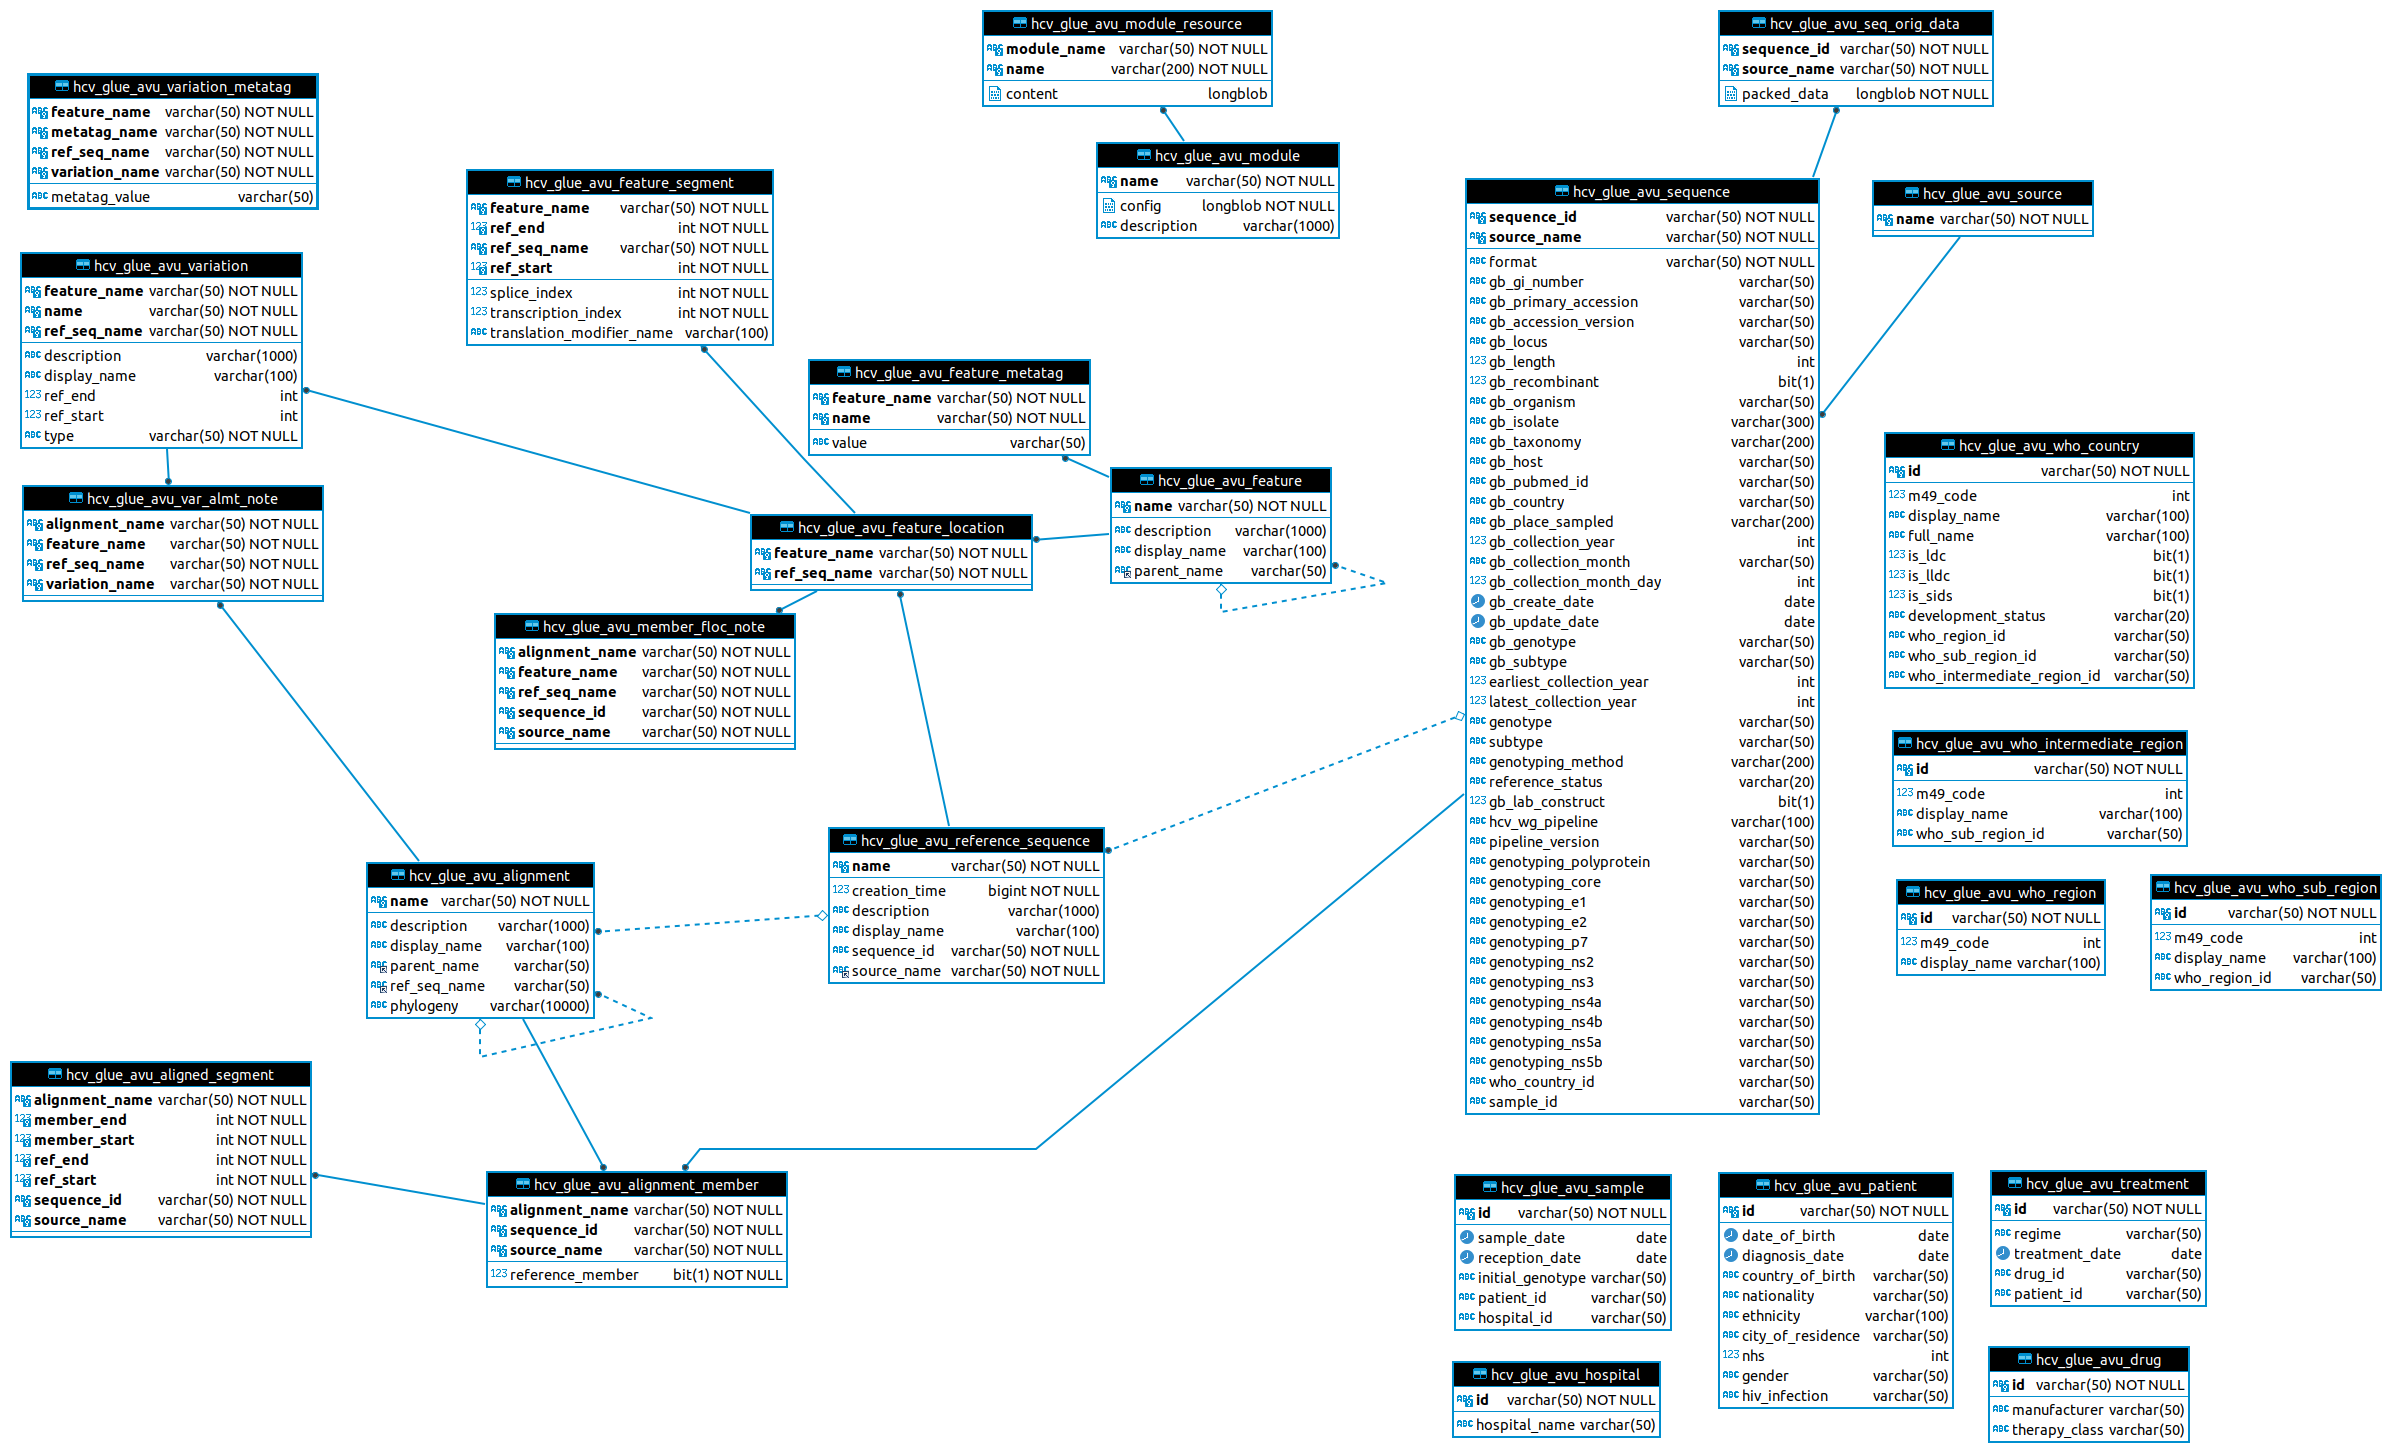 hcv_glue_avu_module_resource
module_name varchar(50) NOT NULL
name varchar(200) NOT NULL
content longblob
hcv_glue_avu_seq_orig_data
sequence_id varchar(50) NOT NULL
source_name varchar(50) NOT NULL
packed_data longblob NOT NULL
hcv_glue_avu_variation_metatag
feature_name varchar(50) NOT NULL
metatag_name varchar(50) NOT NULL
ref_seq_name varchar(50) NOT NULL
variation_name varchar(50) NOT NULL
metatag_value varchar(50)
hcv_glue_avu_module
name varchar(50) NOT NULL
config longblob NOT NULL
description varchar(1000)
hcv_glue_avu_feature_segment
feature_name varchar(50) NOT NULL
ref_end int NOT NULL
ref_seq_name varchar(50) NOT NULL
ref_start int NOT NULL
splice_index int NOT NULL
transcription_index int NOT NULL
translation_modifier_name varchar(100)
hcv_glue_avu_sequence
sequence_id varchar(50) NOT NULL
source_name varchar(50) NOT NULL
format varchar(50) NOT NULL
gb_gi_number varchar(50)
gb_primary_accession varchar(50)
gb_accession_version varchar(50)
gb_locus varchar(50)
gb_length int
gb_recombinant bit(1)
gb_organism varchar(50)
gb_isolate varchar(300)
gb_taxonomy varchar(200)
gb_host varchar(50)
gb_pubmed_id varchar(50)
gb_country varchar(50)
gb_place_sampled varchar(200)
gb_collection_year int
gb_collection_month varchar(50)
gb_collection_month_day int
gb_create_date date
gb_update_date date
gb_genotype varchar(50)
gb_subtype varchar(50)
earliest_collection_year int
latest_collection_year int
genotype varchar(50)
subtype varchar(50)
genotyping_method varchar(200)
reference_status varchar(20)
gb_lab_construct bit(1)
hcv_wg_pipeline varchar(100)
pipeline_version varchar(50)
genotyping_polyprotein varchar(50)
genotyping_core varchar(50)
genotyping_e1 varchar(50)
genotyping_e2 varchar(50)
genotyping_p7 varchar(50)
genotyping_ns2 varchar(50)
genotyping_ns3 varchar(50)
genotyping_ns4a varchar(50)
genotyping_ns4b varchar(50)
genotyping_ns5a varchar(50)
genotyping_ns5b varchar(50)
who_country_id varchar(50)
sample_id varchar(50)
hcv_glue_avu_source
name varchar(50) NOT NULL
hcv_glue_avu_variation
feature_name varchar(50) NOT NULL
name varchar(50) NOT NULL
ref_seq_name varchar(50) NOT NULL
description varchar(1000)
display_name varchar(100)
ref_end int
ref_start int
type varchar(50) NOT NULL
hcv_glue_avu_feature_metatag
feature_name varchar(50) NOT NULL
name varchar(50) NOT NULL
value varchar(50)
hcv_glue_avu_who_country
id varchar(50) NOT NULL
m49_code int
display_name varchar(100)
full_name varchar(100)
is_ldc bit(1)
is_lldc bit(1)
is_sids bit(1)
development_status varchar(20)
who_region_id varchar(50)
who_sub_region_id varchar(50)
who_intermediate_region_id varchar(50)
hcv_glue_avu_feature
name varchar(50) NOT NULL
description varchar(1000)
display_name varchar(100)
parent_name varchar(50)
hcv_glue_avu_var_almt_note
alignment_name varchar(50) NOT NULL
feature_name varchar(50) NOT NULL
ref_seq_name varchar(50) NOT NULL
variation_name varchar(50) NOT NULL
hcv_glue_avu_feature_location
feature_name varchar(50) NOT NULL
ref_seq_name varchar(50) NOT NULL
hcv_glue_avu_member_floc_note
alignment_name varchar(50) NOT NULL
feature_name varchar(50) NOT NULL
ref_seq_name varchar(50) NOT NULL
sequence_id varchar(50) NOT NULL
source_name varchar(50) NOT NULL
hcv_glue_avu_who_intermediate_region
id varchar(50) NOT NULL
m49_code int
display_name varchar(100)
who_sub_region_id varchar(50)
hcv_glue_avu_reference_sequence
name varchar(50) NOT NULL
creation_time bigint NOT NULL
description varchar(1000)
display_name varchar(100)
sequence_id varchar(50) NOT NULL
source_name varchar(50) NOT NULL
hcv_glue_avu_alignment
name varchar(50) NOT NULL
description varchar(1000)
display_name varchar(100)
parent_name varchar(50)
ref_seq_name varchar(50)
phylogeny varchar(10000)
hcv_glue_avu_who_region
id varchar(50) NOT NULL
m49_code int
display_name varchar(100)
hcv_glue_avu_who_sub_region
id varchar(50) NOT NULL
m49_code int
display_name varchar(100)
who_region_id varchar(50)
hcv_glue_avu_aligned_segment
alignment_name varchar(50) NOT NULL
member_end int NOT NULL
member_start int NOT NULL
ref_end int NOT NULL
ref_start int NOT NULL
sequence_id varchar(50) NOT NULL
source_name varchar(50) NOT NULL
hcv_glue_avu_alignment_member
alignment_name varchar(50) NOT NULL
sequence_id varchar(50) NOT NULL
source_name varchar(50) NOT NULL
reference_member bit(1) NOT NULL
hcv_glue_avu_sample
id varchar(50) NOT NULL
sample_date date
reception_date date
initial_genotype varchar(50)
patient_id varchar(50)
hospital_id varchar(50)
hcv_glue_avu_patient
id varchar(50) NOT NULL
date_of_birth date
diagnosis_date date
country_of_birth varchar(50)
nationality varchar(50)
ethnicity varchar(100)
city_of_residence varchar(50)
nhs int
gender varchar(50)
hiv_infection varchar(50)
hcv_glue_avu_treatment
id varchar(50) NOT NULL
regime varchar(50)
treatment_date date
drug_id varchar(50)
patient_id varchar(50)
hcv_glue_avu_hospital
id varchar(50) NOT NULL
hospital_name varchar(50)
hcv_glue_avu_drug
id varchar(50) NOT NULL
manufacturer varchar(50)
therapy_class varchar(50)